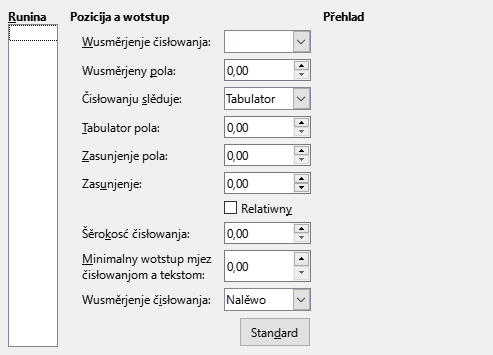 Runina
Pozicija a wotstup
Přehlad
Wusměrjenje čisłowanja:
Wusměrjeny pola: 0,00
Čisłowanju slěduje: Tabulator
Tabulator pola: 0,00
Zasunjenje pola: 0,00
Zasunjenje: 0,00
Relatiwny
Šěrokosć čisłowanja: 0,00
Minimalny wotstup mjez
čisłowanjom a tekstom: 0,00
Wusměrjenje čisłowanja: Nalěwo
Standard